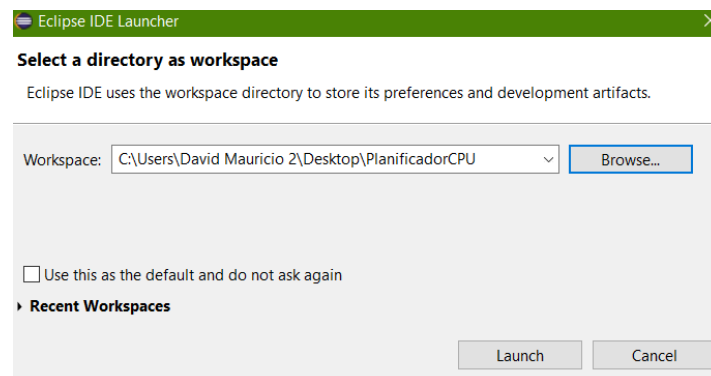 Eclipse IDE Launcher
Select a directory as workspace
Eclipse IDE uses the workspace directory to store its preferences and development artifacts.
Workspace: C:\Users\David Mauricio 2\Desktop\PlanificadorCPU Browse...
Use this as the default and do not ask again
Recent Workspaces
Launch Cancel